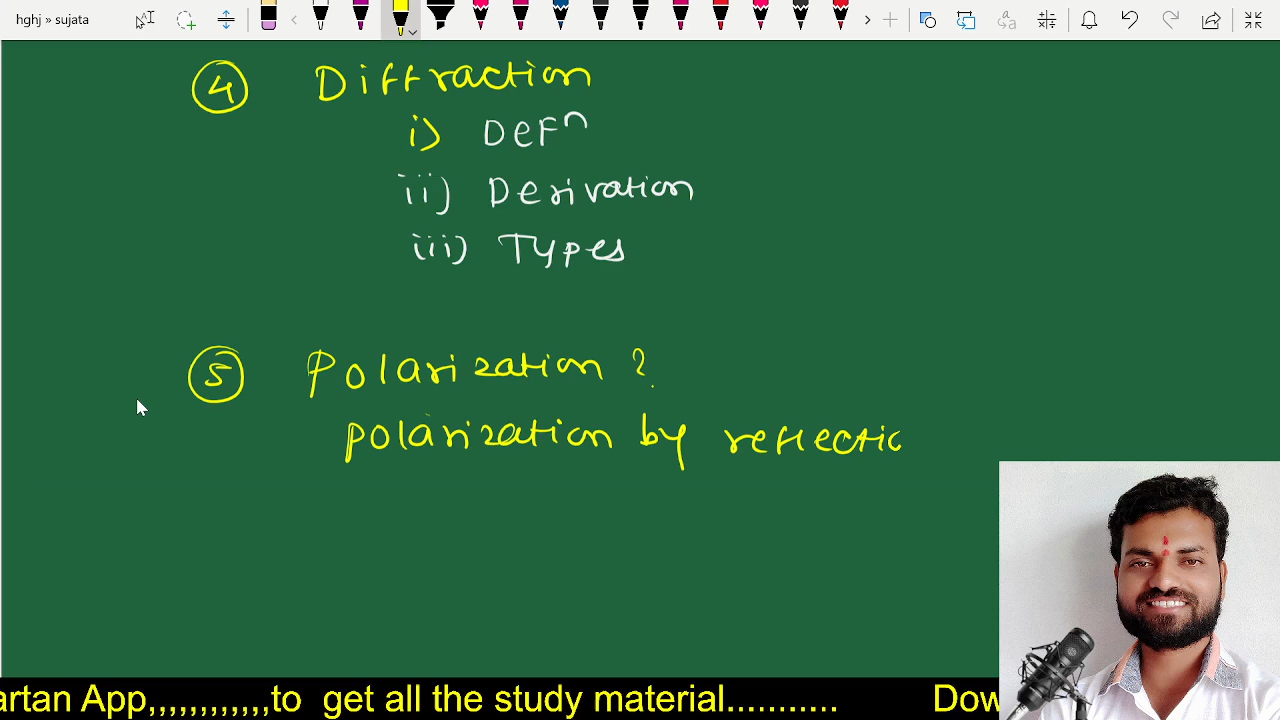 hghj » sujata
4 Diffraction
i) Defn
ii) Derivation
iii) Types
5 Polarization ?
polarization by reflectio
artan App,,,,,,,,,,,,to get all the study material........... Dow